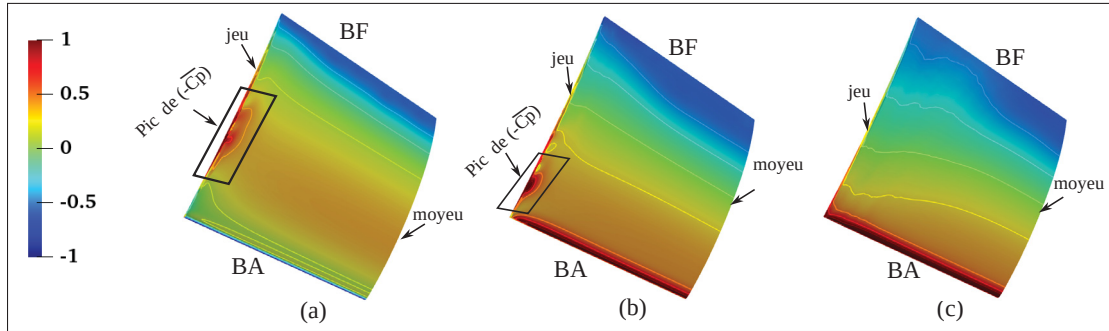 1
0.5
0
-0.5
-1
jeu
BF
Pic de (-Cp)
moyeu
BA
(a)
jeu
BF
Pic de (-Cp)
moyeu
BA
(b)
jeu
BF
moyeu
BA
(c)